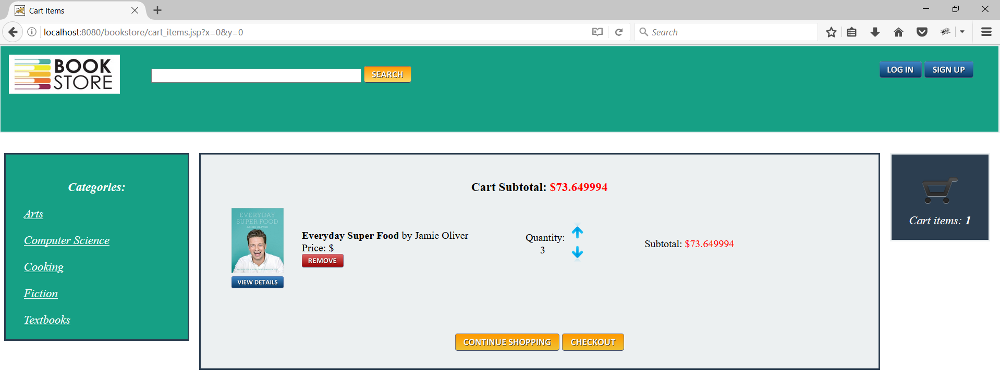 Cart Items
localhost:8080/bookstore/cart_items.jsp?x=0&y=0
Search
BOOK
STORE
SEARCH
LOG IN
SIGN UP
Categories:
Arts
Computer Science
Cooking
Fiction
Textbooks
Cart Subtotal: $73.649994
EVERYDAY
SUPER FOOD
JAMIE OLIVER
VIEW DETAILS
Everyday Super Food by Jamie Oliver
Price: $
REMOVE
Quantity:
3
Subtotal: $73.649994
CONTINUE SHOPPING
CHECKOUT
Cart items: 1